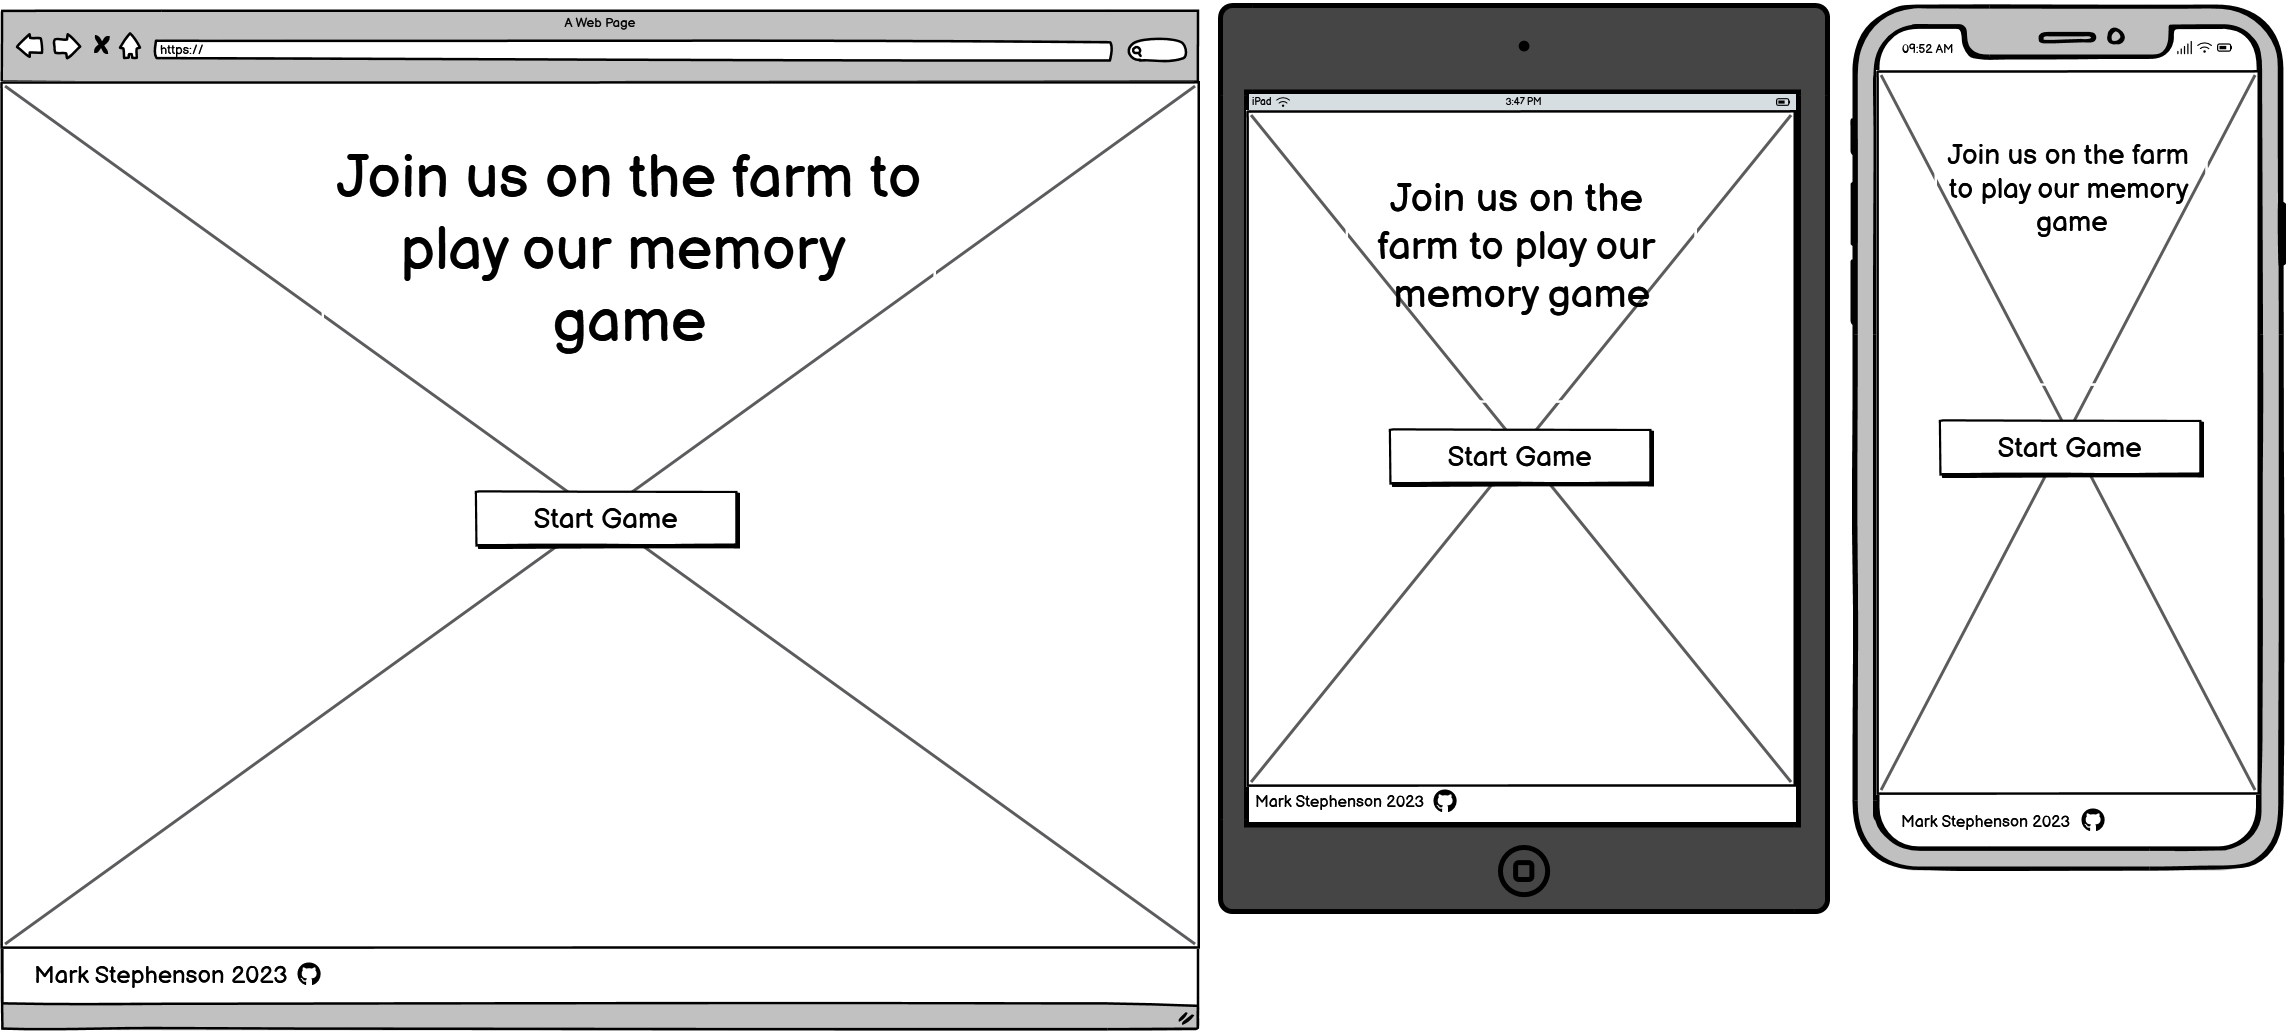 A Web Page
https://
Join us on the farm to
play our memory
game
Start Game
Mark Stephenson 2023
iPad
3:47 PM
Join us on the
farm to play our
memory game
Start Game
Mark Stephenson 2023
09:52 AM
Join us on the farm
to play our memory
game
Start Game
Mark Stephenson 2023